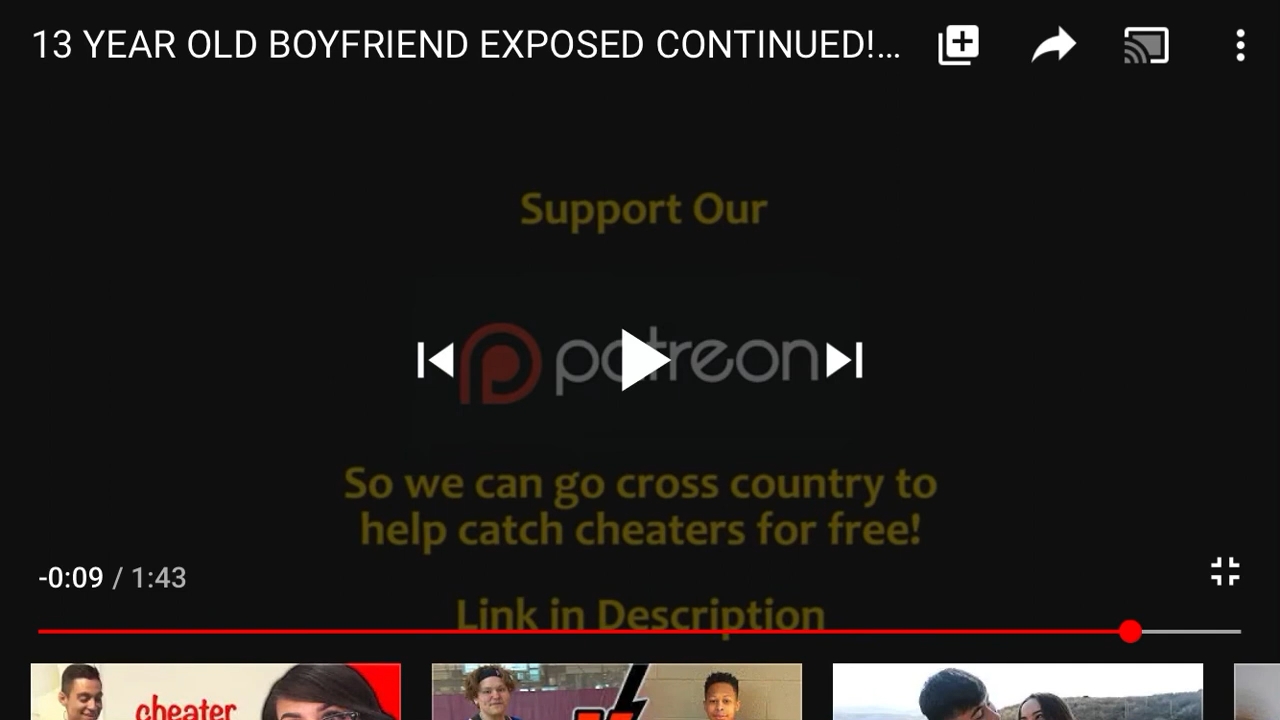 13 YEAR OLD BOYFRIEND EXPOSED CONTINUED!...
Support Our
patreon
So we can go cross country to
help catch cheaters for free!
-0:09 / 1:43
Link in Description
cheater